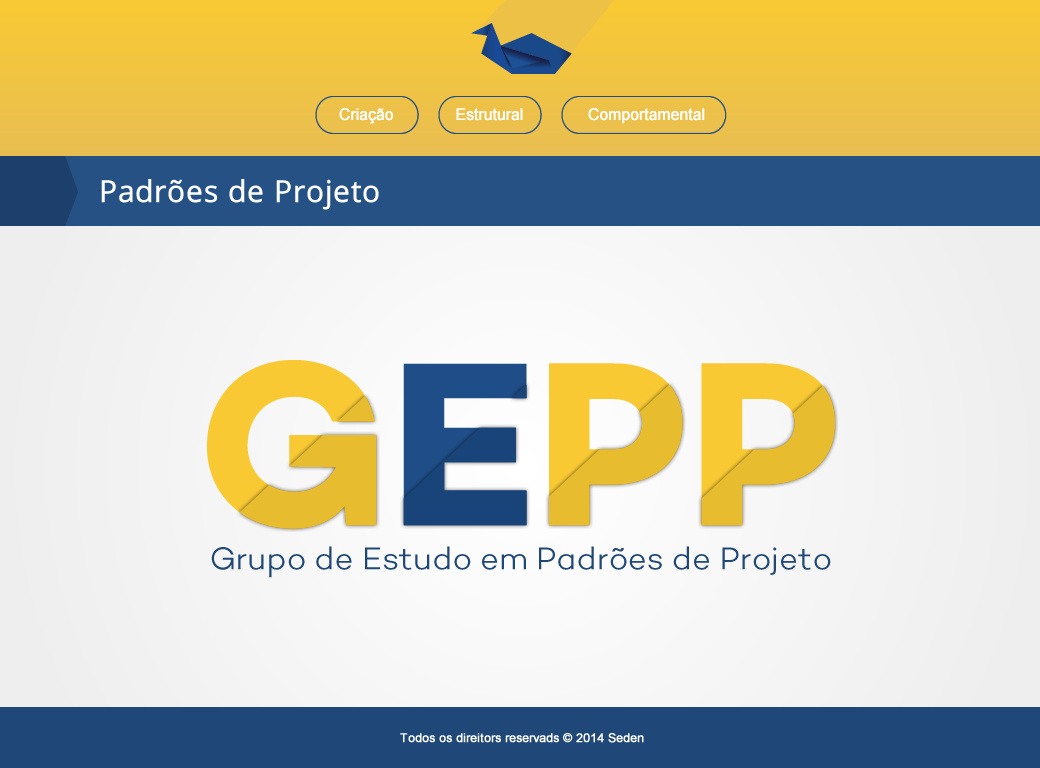 Criação Estrutural Comportamental
Padrões de Projeto
GEPP
Grupo de Estudo em Padrões de Projeto
Todos os direitors reservads © 2014 Seden